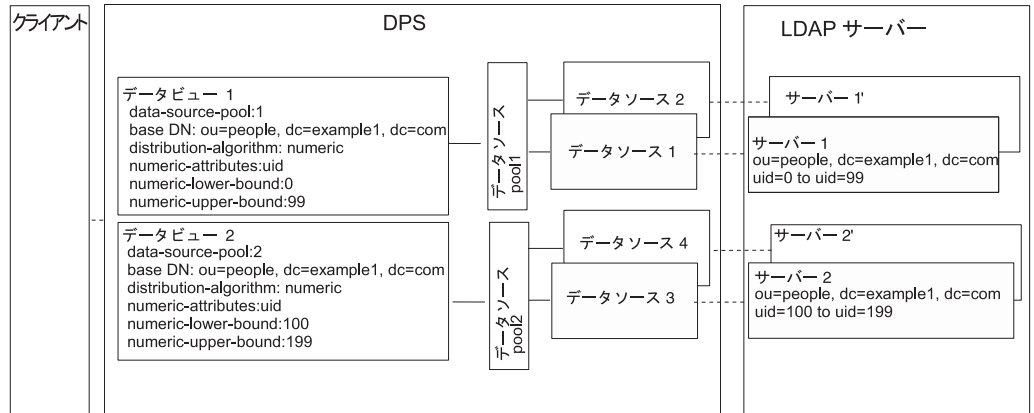 クライアント
DPS
LDAP サーバー
データビュー 1
data-source-pool:1
base DN: ou=people, dc=example1, dc=com
distribution-algorithm: numeric
numeric-attributes:uid
numeric-lower-bound:0
numeric-upper-bound:99
データソース
pool1
データソース 2
データソース 1
サーバー 1'
サーバー 1
ou=people, dc=example1, dc=com
uid=0 to uid=99
データビュー 2
data-source-pool:2
base DN: ou=people, dc=example1, dc=com
distribution-algorithm: numeric
numeric-attributes:uid
numeric-lower-bound:100
numeric-upper-bound:199
データソース
pool2
データソース 4
データソース 3
サーバー 2'
サーバー 2
ou=people, dc=example1, dc=com
uid=100 to uid=199